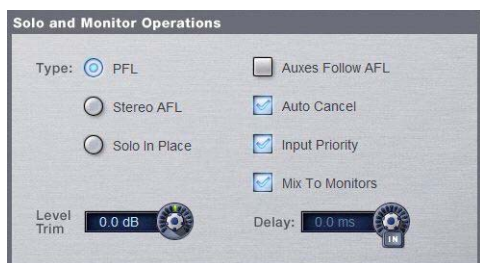 Solo and Monitor Operations
Type: PFL
Auxes Follow AFL
Stereo AFL
Auto Cancel
Solo In Place
Input Priority
Mix To Monitors
Level Trim 0.0 dB
Delay: 0.0 ms
IN